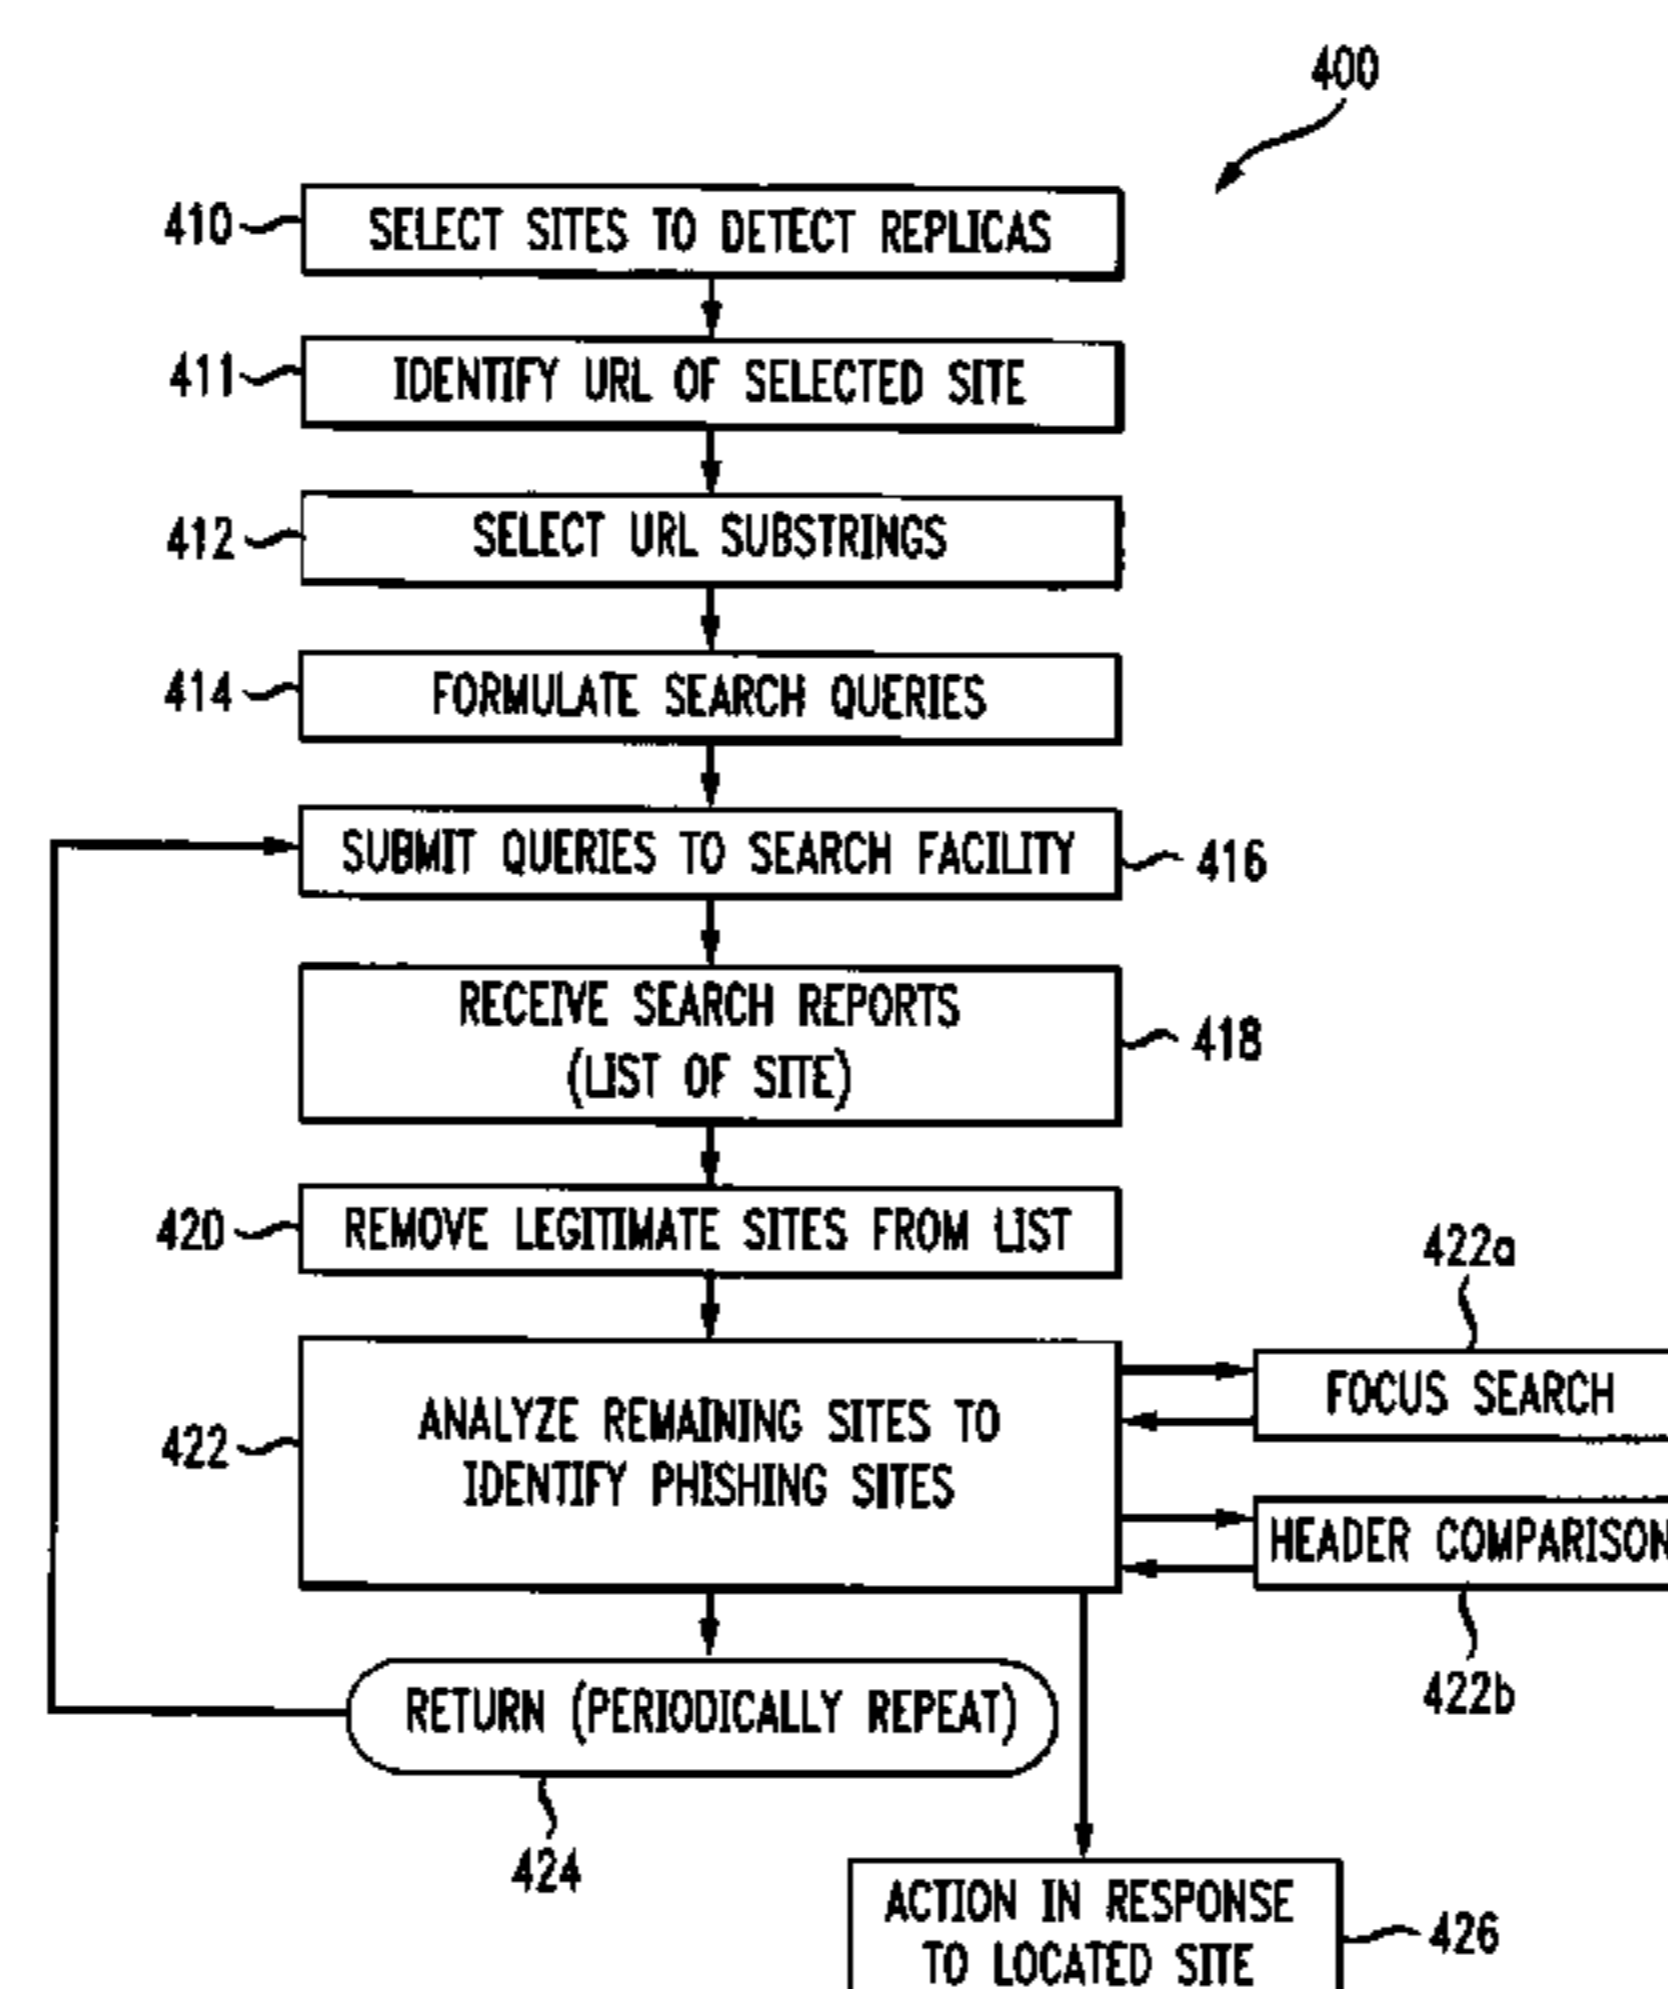 400
410
SELECT SITES TO DETECT REPLICAS
411
IDENTIFY URL OF SELECTED SITE
412
SELECT URL SUBSTRINGS
414
FORMULATE SEARCH QUERIES
SUBMIT QUERIES TO SEARCH FACILITY
416
RECEIVE SEARCH REPORTS
(LIST OF SITE)
418
420
REMOVE LEGITIMATE SITES FROM LIST
422
ANALYZE REMAINING SITES TO
IDENTIFY PHISHING SITES
422a
FOCUS SEARCH
HEADER COMPARISON
422b
RETURN (PERIODICALLY REPEAT)
424
ACTION IN RESPONSE
TO LOCATED SITE
426